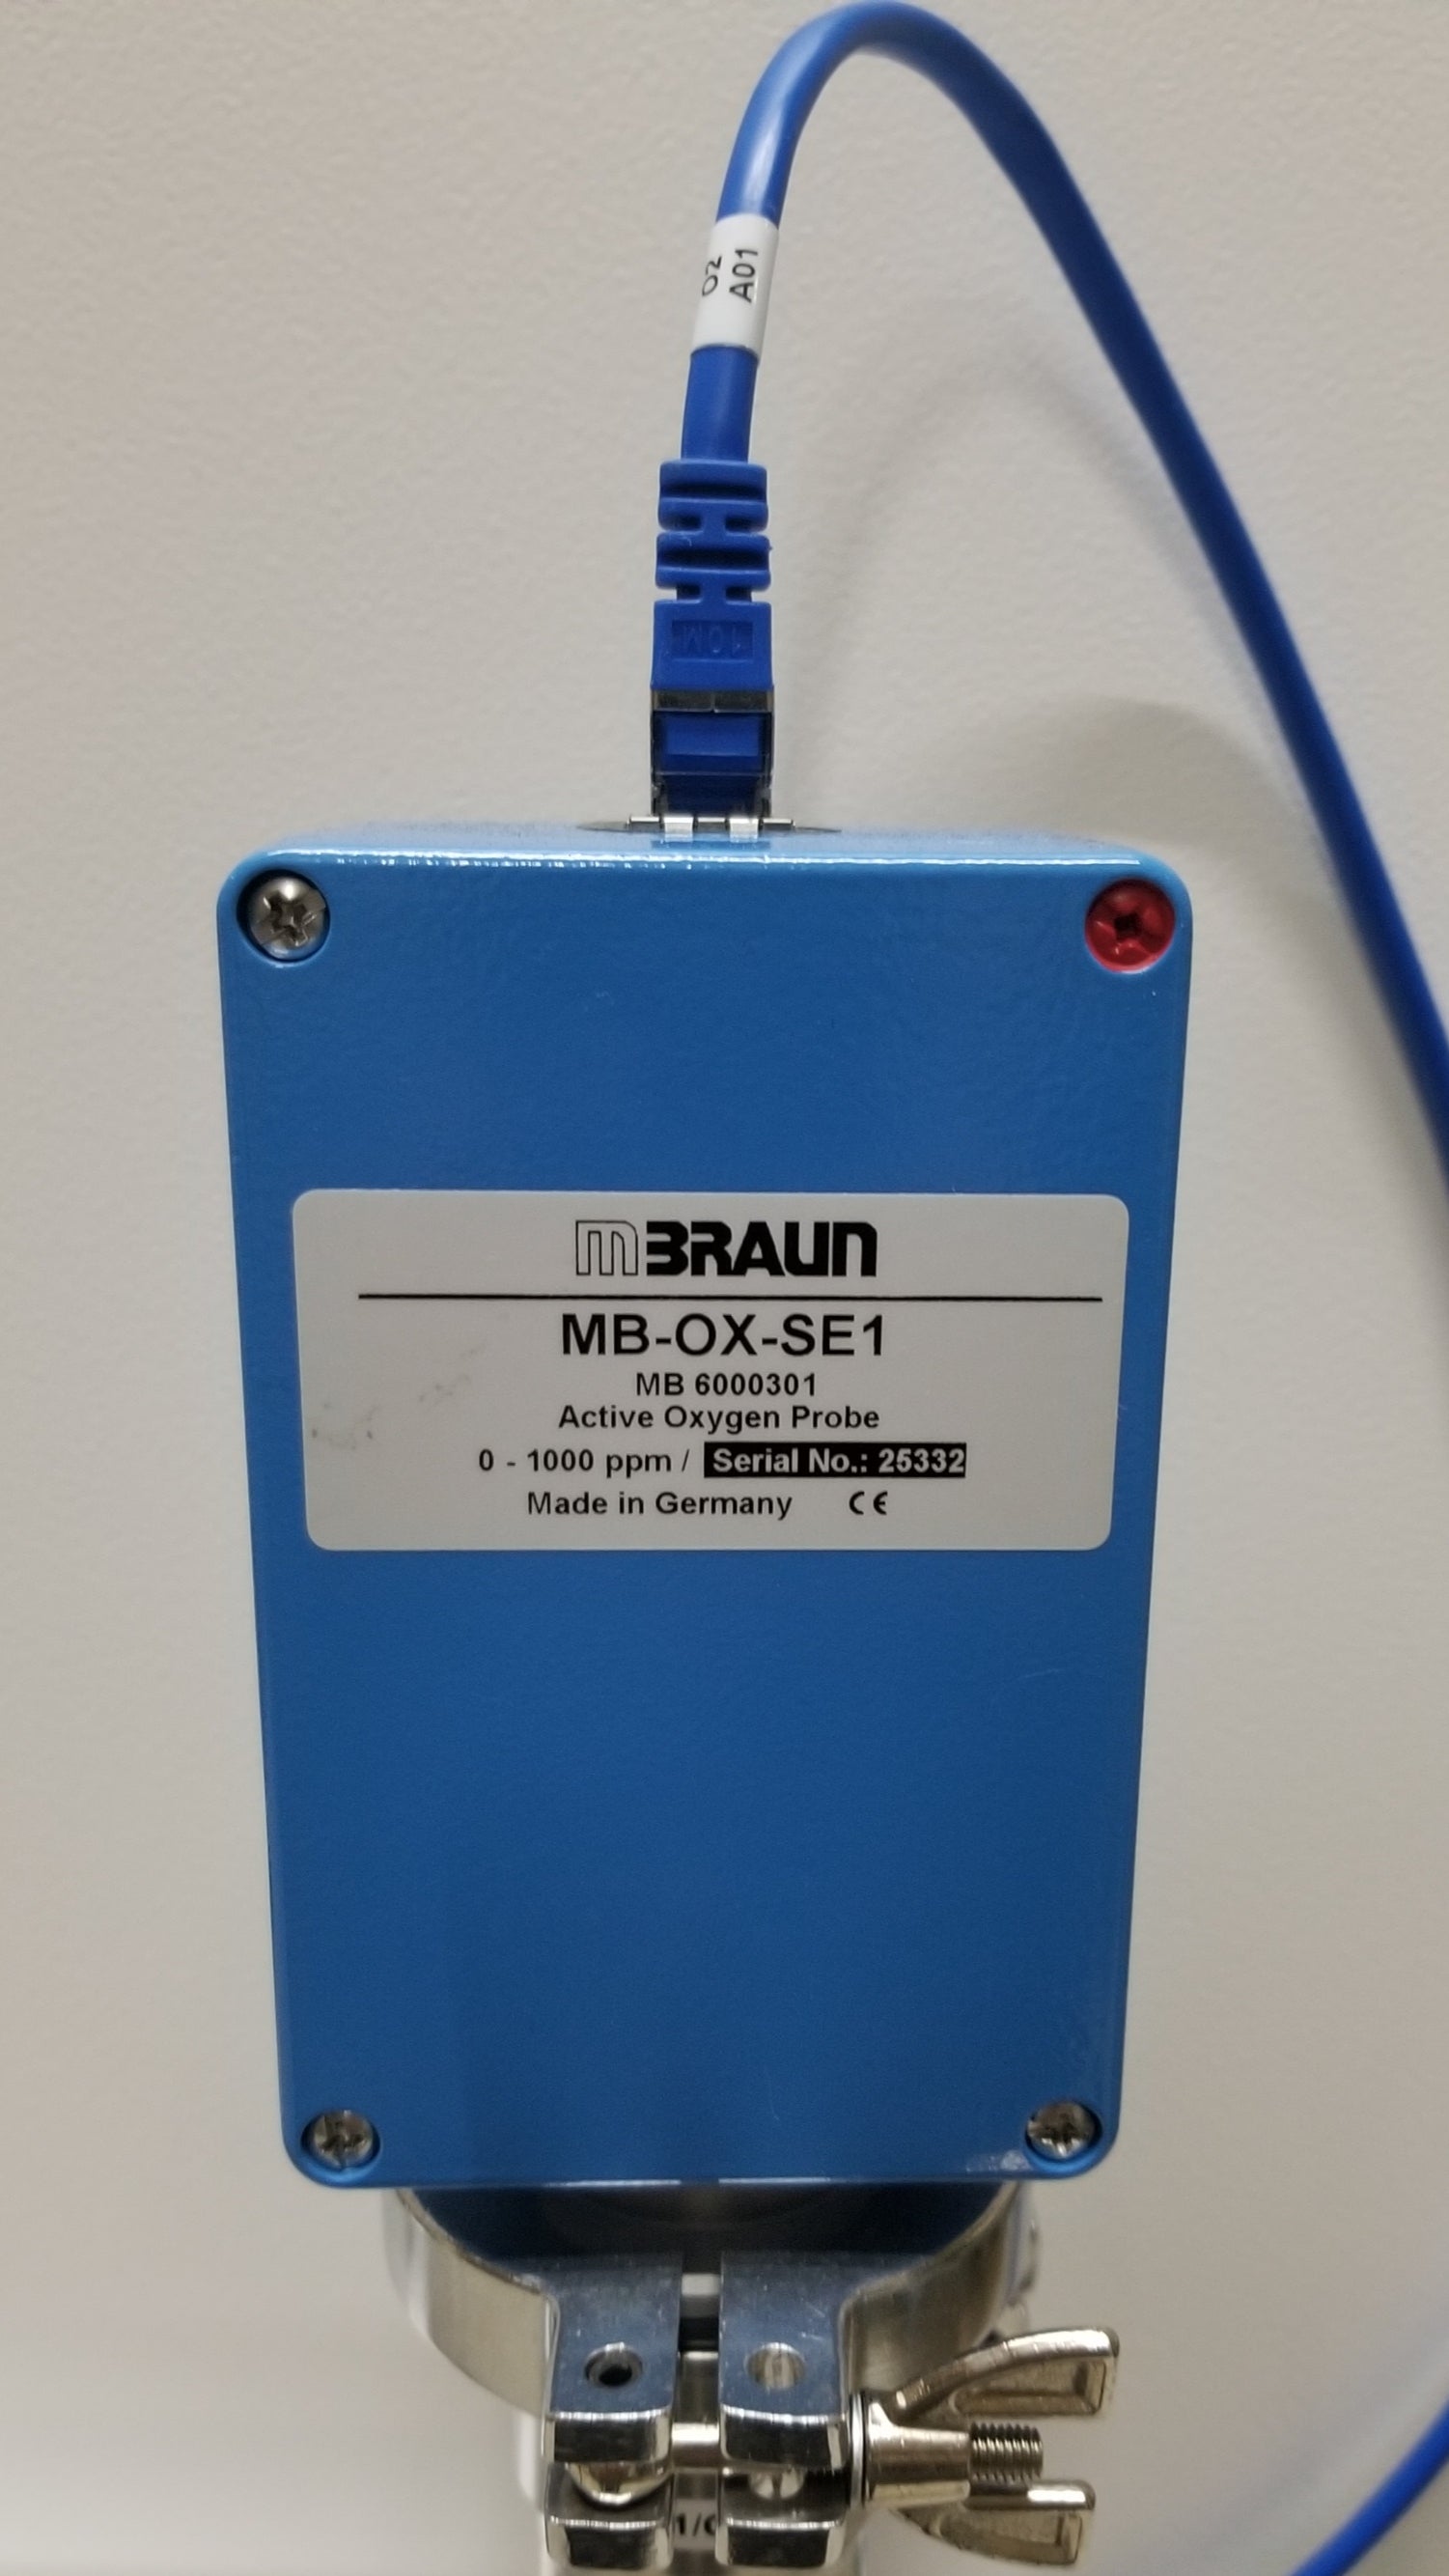 O2
A01
10M
mBRAUN
MB-OX-SE1
MB 6000301
Active Oxygen Probe
0 - 1000 ppm / Serial No.: 25332
Made in Germany CE